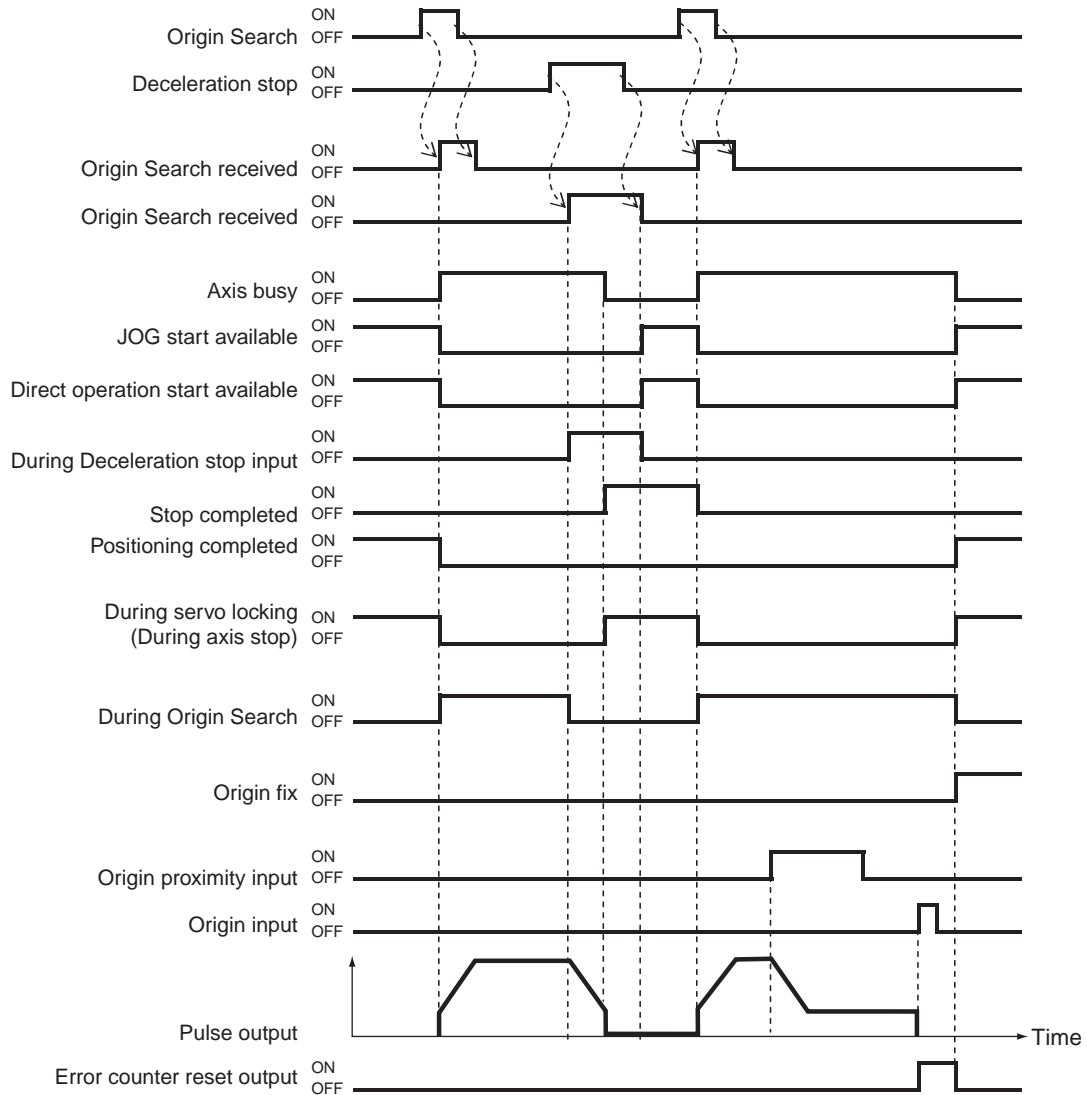 ON
Origin Search OFF
ON
Deceleration stop OFF
ON
Origin Search received OFF
ON
Origin Search received OFF
ON
Axis busy OFF
ON
JOG start available OFF
ON
Direct operation start available OFF
ON
During Deceleration stop input OFF
ON
Stop completed OFF
Positioning completed ON
OFF
During servo locking ON
(During axis stop) OFF
ON
During Origin Search OFF
ON
Origin fix OFF
ON
Origin proximity input OFF
ON
Origin input OFF
Pulse output Time
ON
Error counter reset output OFF